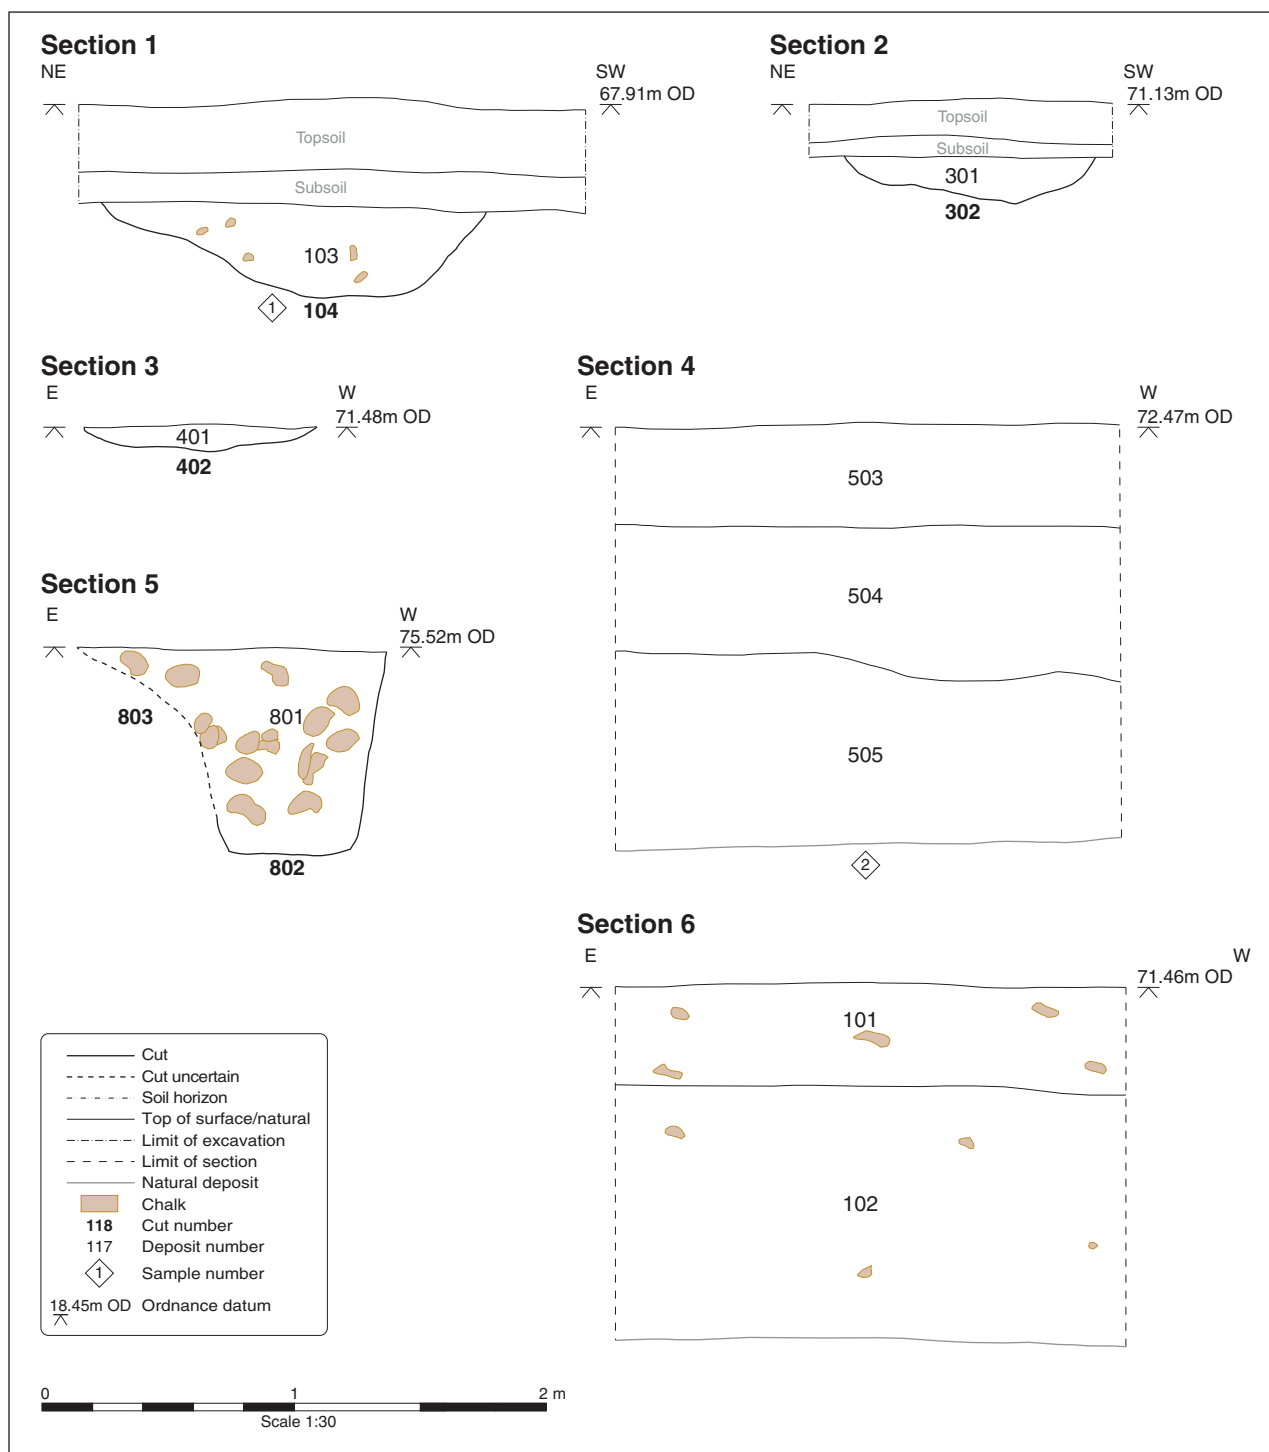 Section 1
NE
SW
67.91m OD
Topsoil
Subsoil
103
1
104
Section 2
NE
SW
71.13m OD
Topsoil
Subsoil
301
302
Section 3
E
W
71.48m OD
401
402
Section 4
E
W
72.47m OD
503
504
505
2
Section 5
E
W
75.52m OD
803
801
802
Section 6
E
W
71.46m OD
101
102
Cut
Cut uncertain
Soil horizon
Top of surface/natural
Limit of excavation
Limit of section
Natural deposit
Chalk
118 Cut number
117 Deposit number
1 Sample number
18.45m OD Ordnance datum
0 1 2 m
Scale 1:30